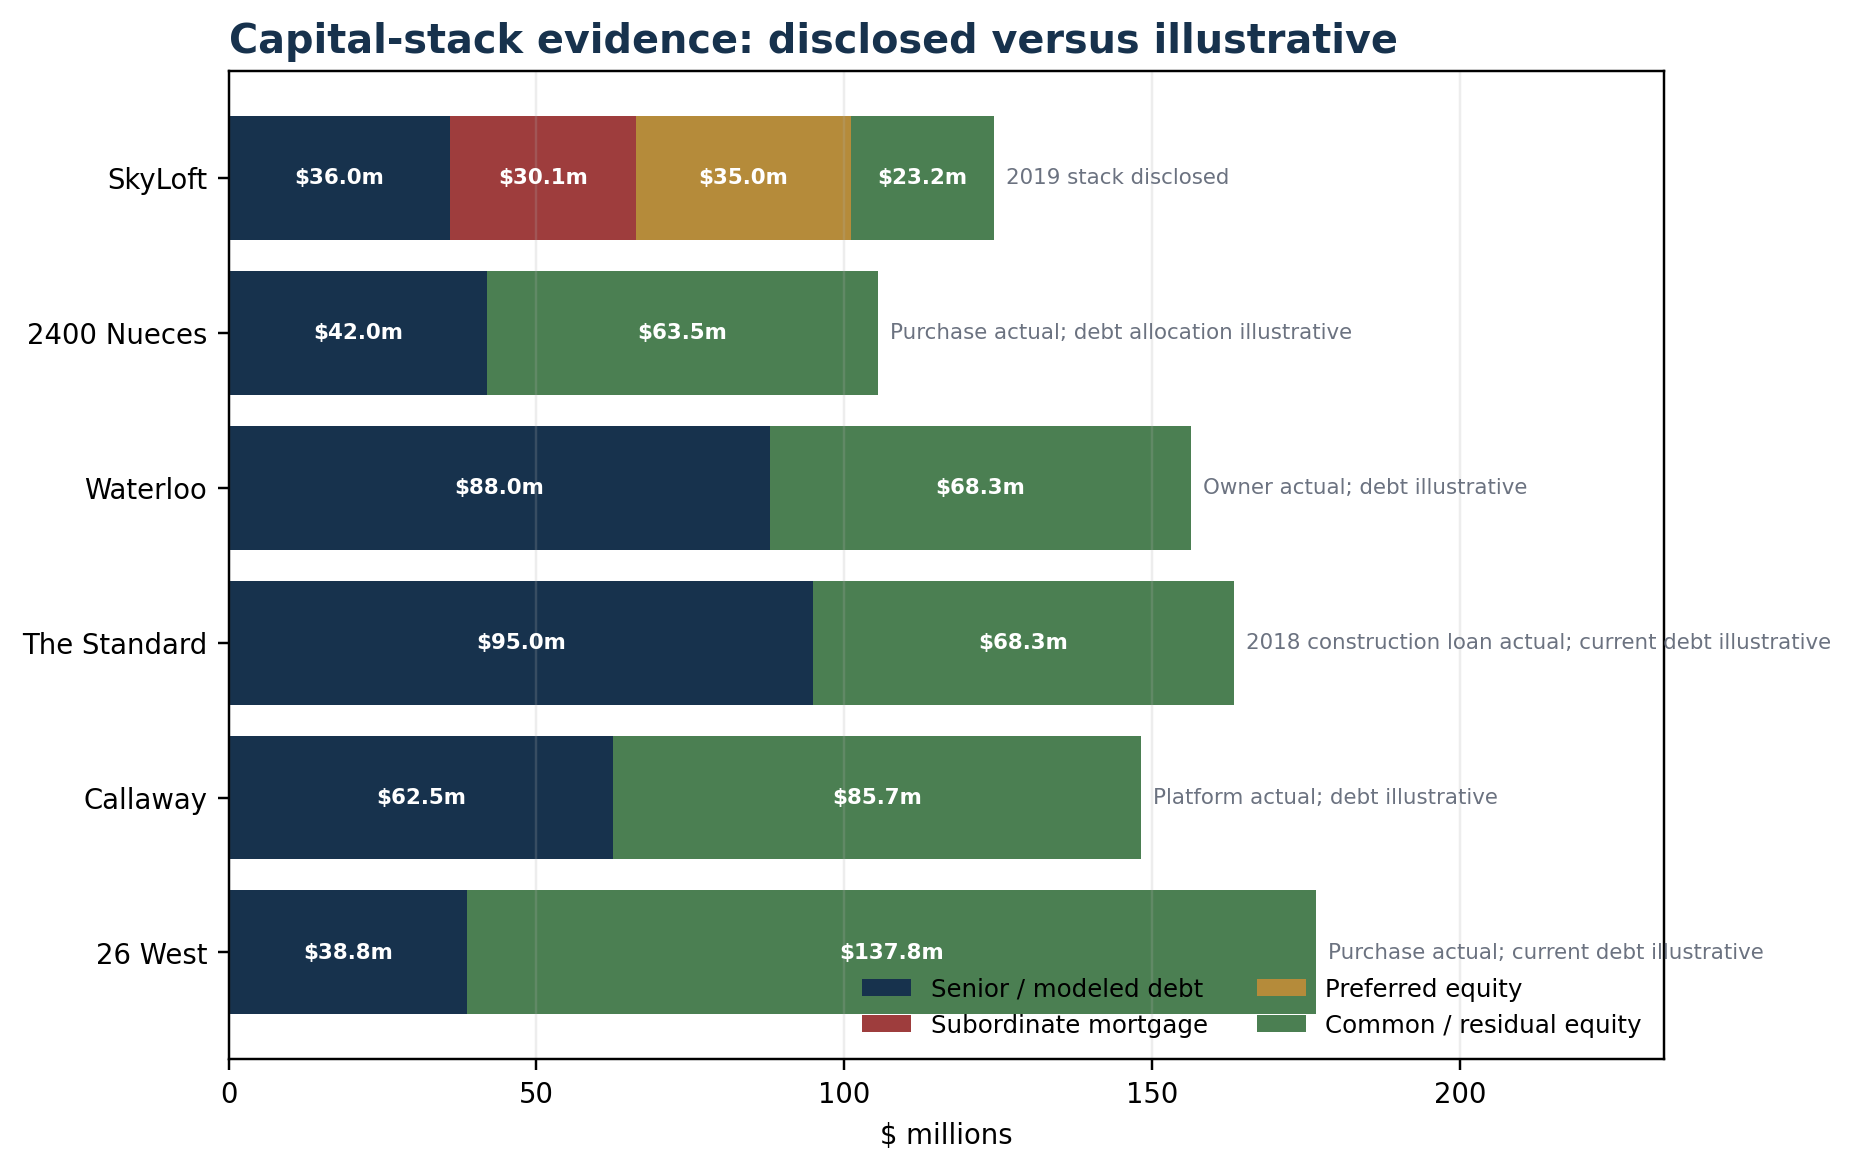 Capital-stack evidence: disclosed versus illustrative
SkyLoft $36.0m $30.1m $35.0m $23.2m 2019 stack disclosed
2400 Nueces $42.0m $63.5m Purchase actual; debt allocation illustrative
Waterloo $88.0m $68.3m Owner actual; debt illustrative
The Standard $95.0m $68.3m 2018 construction loan actual; current debt illustrative
Callaway $62.5m $85.7m Platform actual; debt illustrative
26 West $38.8m $137.8m Purchase actual; current debt illustrative
Senior / modeled debt Preferred equity
Subordinate mortgage Common / residual equity
0 50 100 150 200
$ millions